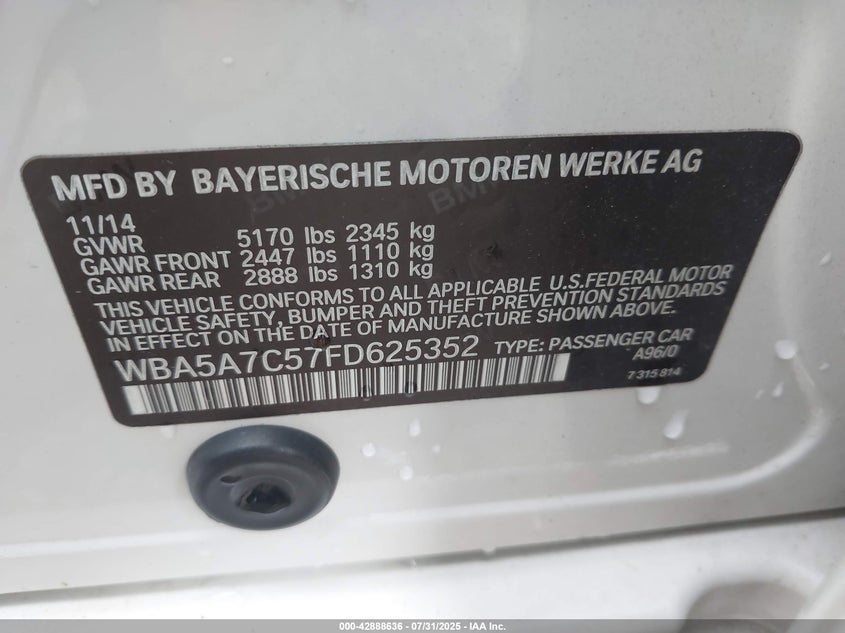 MFD BY BAYERISCHE MOTOREN WERKE AG
11/14
GVWR 5170 lbs 2345 kg
GAWR FRONT 2447 lbs 1110 kg
GAWR REAR 2888 lbs 1310 kg
THIS VEHICLE CONFORMS TO ALL APPLICABLE U.S.FEDERAL MOTOR
VEHICLE SAFETY, BUMPER AND THEFT PREVENTION STANDARDS
IN EFFECT ON THE DATE OF MANUFACTURE SHOWN ABOVE.
WBA5A7C57FD625352 TYPE: PASSENGER CAR
A96/0
7 315 814
000-42888636 - 07/31/2025 - IAA Inc.